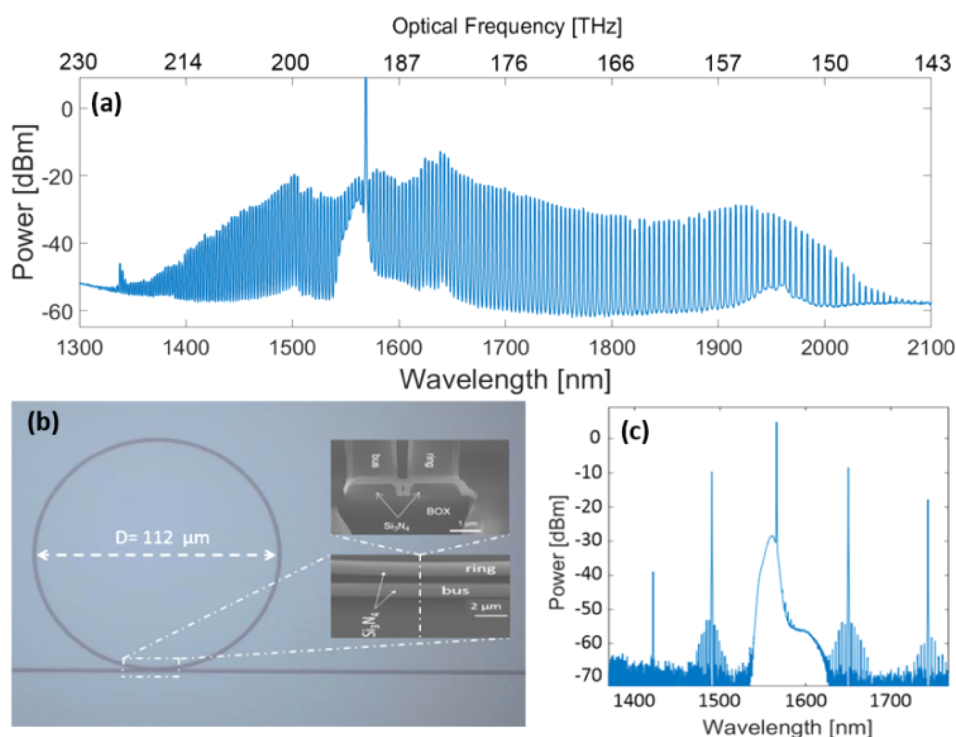 Optical Frequency [THz]
230 214 200 187 176 166 157 150 143
(a)
0
-20
-40
-60
Power [dBm]
1300 1400 1500 1600 1700 1800 1900 2000 2100
Wavelength [nm]
(b)
D= 112 µm
bus
ring
Si3N4
BOX
1 µm
ring
bus
Si3N4
2 µm
(c)
0
-10
-20
-30
-40
-50
-60
-70
Power [dBm]
1400 1500 1600 1700
Wavelength [nm]